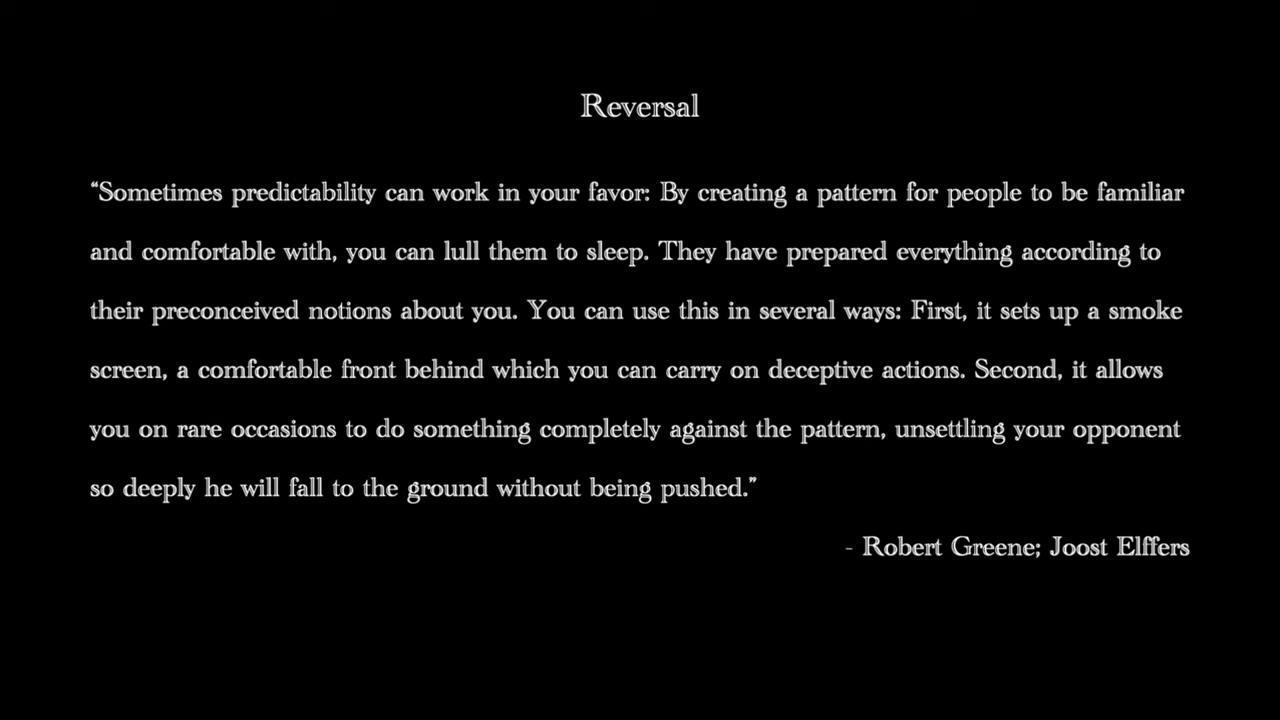 Reversal
“Sometimes predictability can work in your favor: By creating a pattern for people to be familiar
and comfortable with, you can lull them to sleep. They have prepared everything according to
their preconceived notions about you. You can use this in several ways: First, it sets up a smoke
screen, a comfortable front behind which you can carry on deceptive actions. Second, it allows
you on rare occasions to do something completely against the pattern, unsettling your opponent
so deeply he will fall to the ground without being pushed.”
- Robert Greene; Joost Elffers